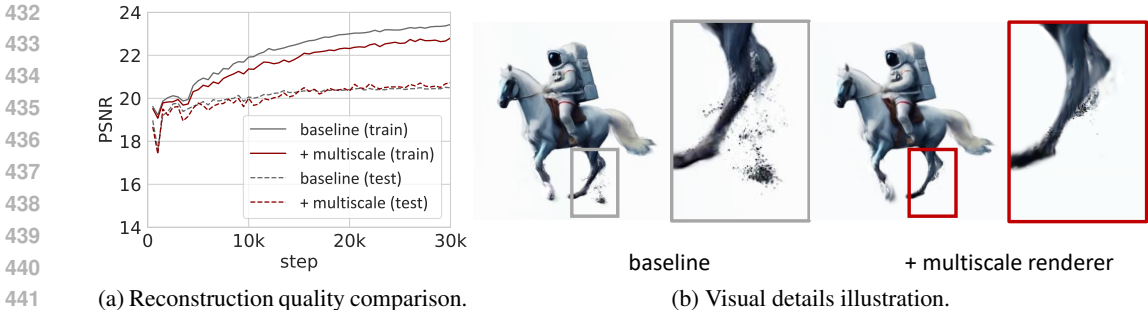 432
433
434
435
436
437
438
439
440
441
24
22
20
18
16
14
PSNR
baseline (train)
+ multiscale (train)
baseline (test)
+ multiscale (test)
0 10k 20k 30k
step
baseline + multiscale renderer
(a) Reconstruction quality comparison. (b) Visual details illustration.